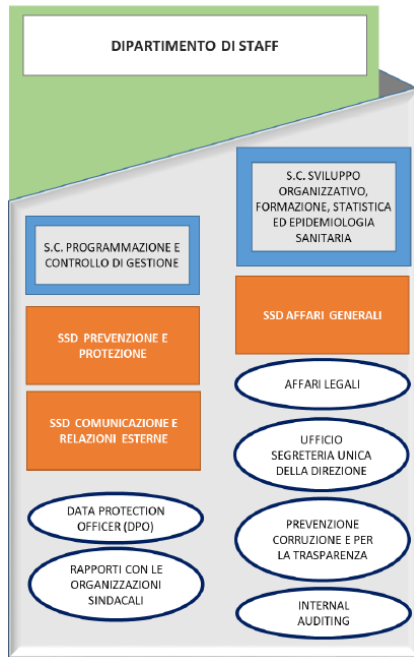 DIPARTIMENTO DI STAFF
S.C. PROGRAMMAZIONE E
CONTROLLO DI GESTIONE
SSD PREVENZIONE E
PROTEZIONE
SSD COMUNICAZIONE E
RELAZIONI ESTERNE
DATA PROTECTION
OFFICER (DPO)
RAPPORTI CON LE
ORGANIZZAZIONI
SINDACALI
S.C. SVILUPPO
ORGANIZZATIVO,
FORMAZIONE, STATISTICA
ED EPIDEMIOLOGIA
SANITARIA
SSD AFFARI GENERALI
AFFARI LEGALI
UFFICIO
SEGRETERIA UNICA
DELLA DIREZIONE
PREVENZIONE
CORRUZIONE E PER
LA TRASPARENZA
INTERNAL
AUDITING